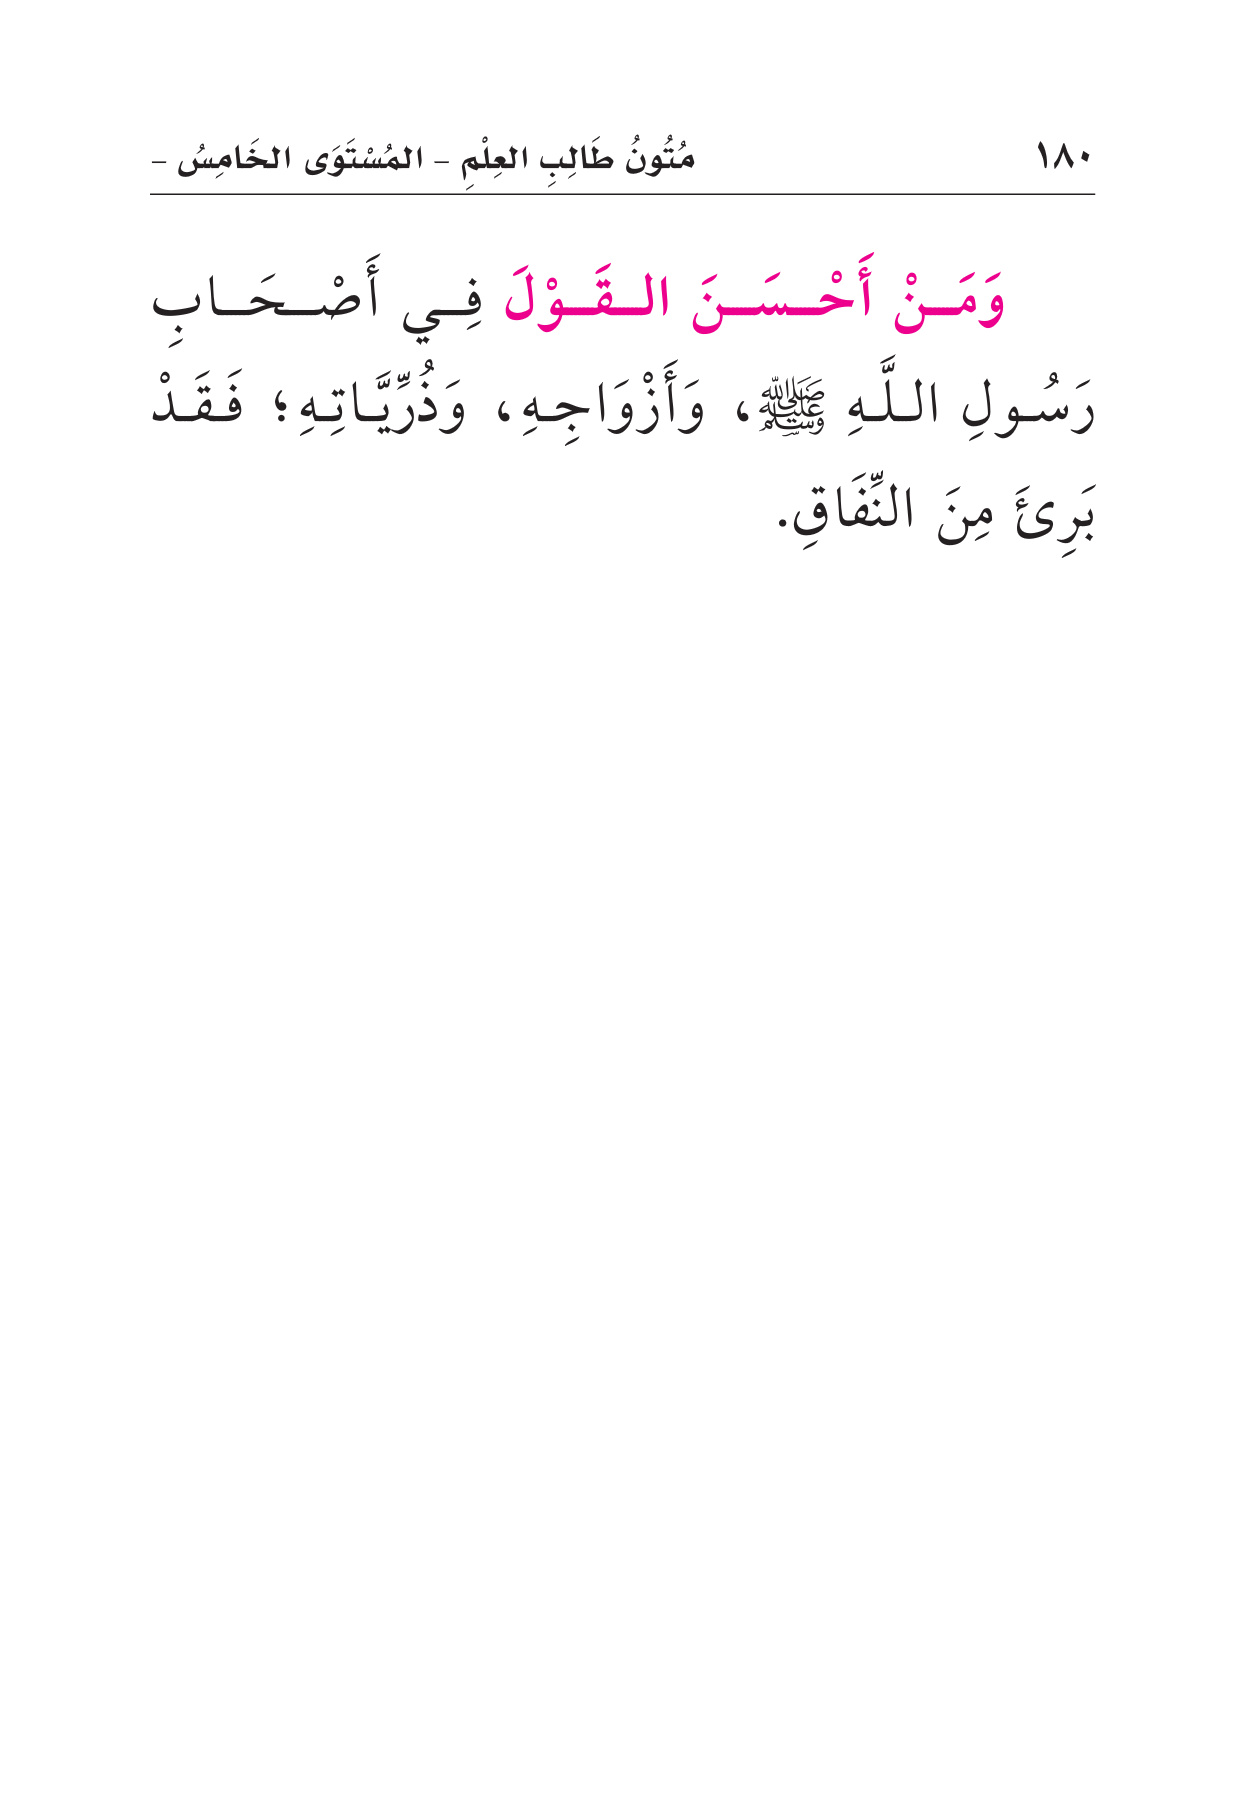 ١٨٠
مُتُونُ طَالِبِ العِلْمِ – المُسْتَوَى الخَامِسُ –
وَمَنْ أَحْسَنَ القَوْلَ فِي أَصْحَابِ
رَسُولِ اللَّهِ ﷺ، وَأَزْوَاجِهِ، وَذُرِّيَّاتِهِ؛ فَقَدْ
بَرِئَ مِنَ النِّفَاقِ.